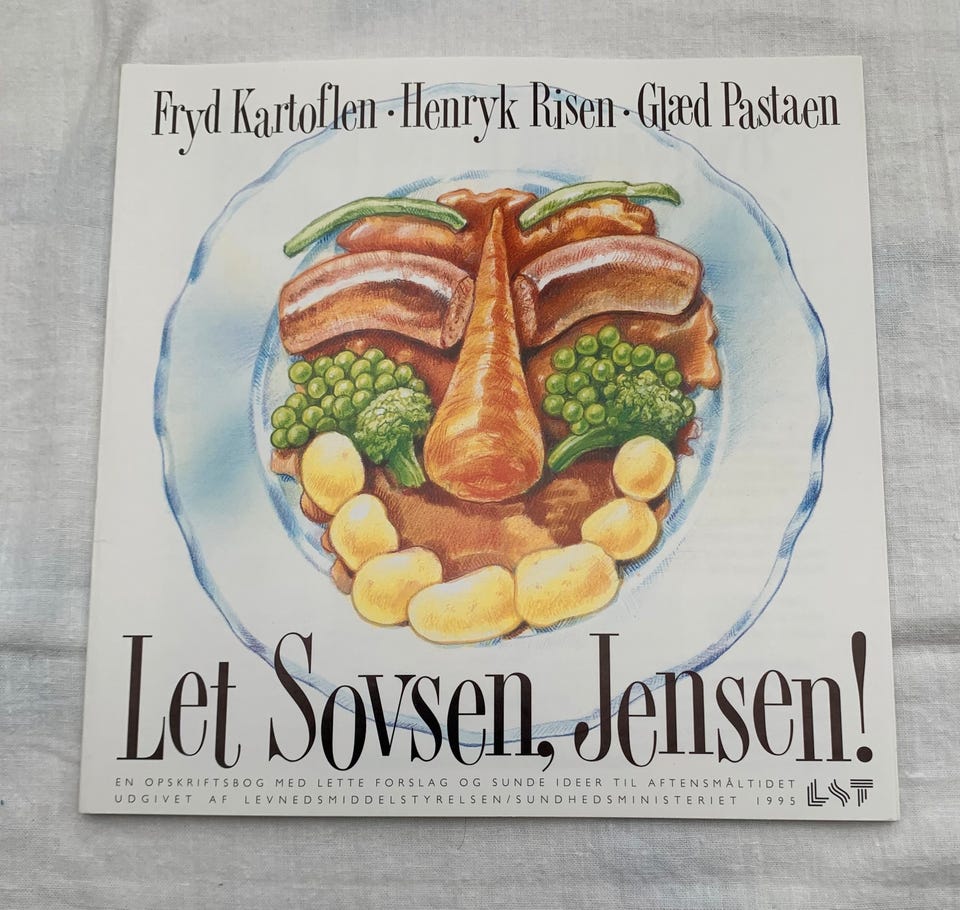 Fryd Kartoflen · Henryk Risen · Glæd Pastaen
Let Sovsen, Jensen!
EN OPSKRIFTSBOG MED LETTE FORSLAG OG SUNDE IDEER TIL AFTENSMÅLTIDET
UDGIVET AF LEVNEDSMIDDELSTYRELSEN/SUNDHEDSMINISTERIET 1995 LST